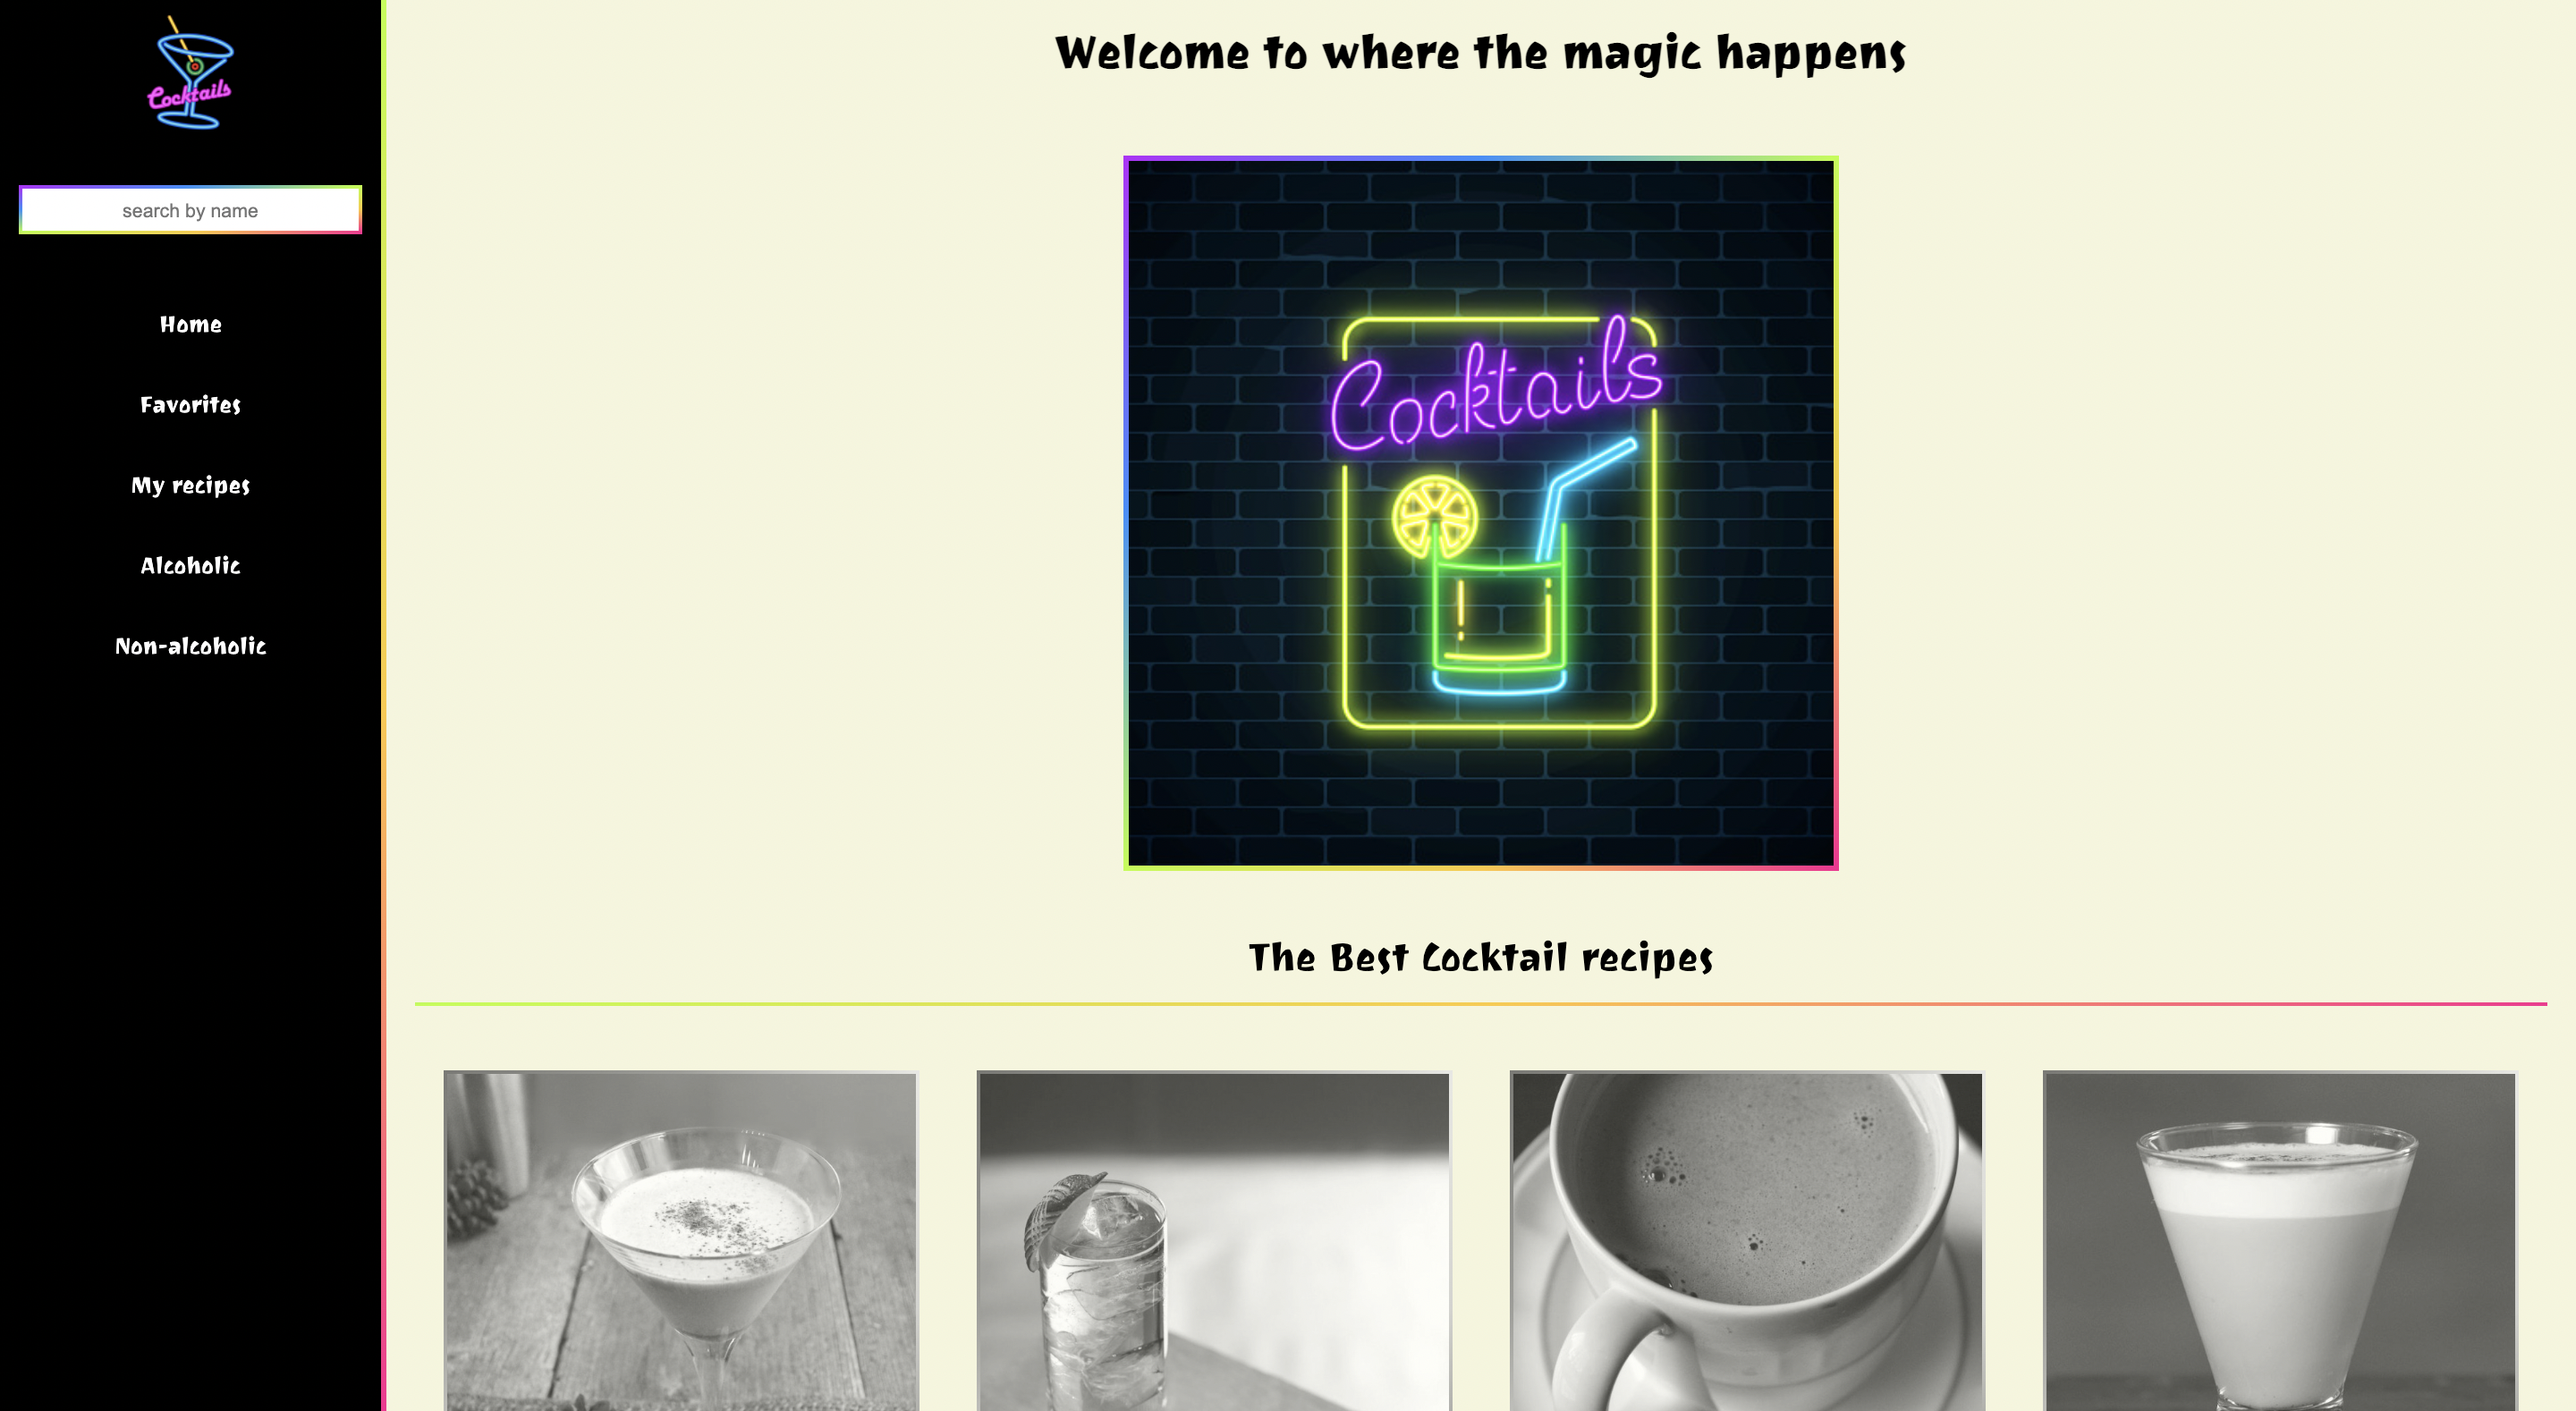 Cocktails
search by name
Home
Favorites
My recipes
Alcoholic
Non-alcoholic
Welcome to where the magic happens
Cocktails
The Best Cocktail recipes